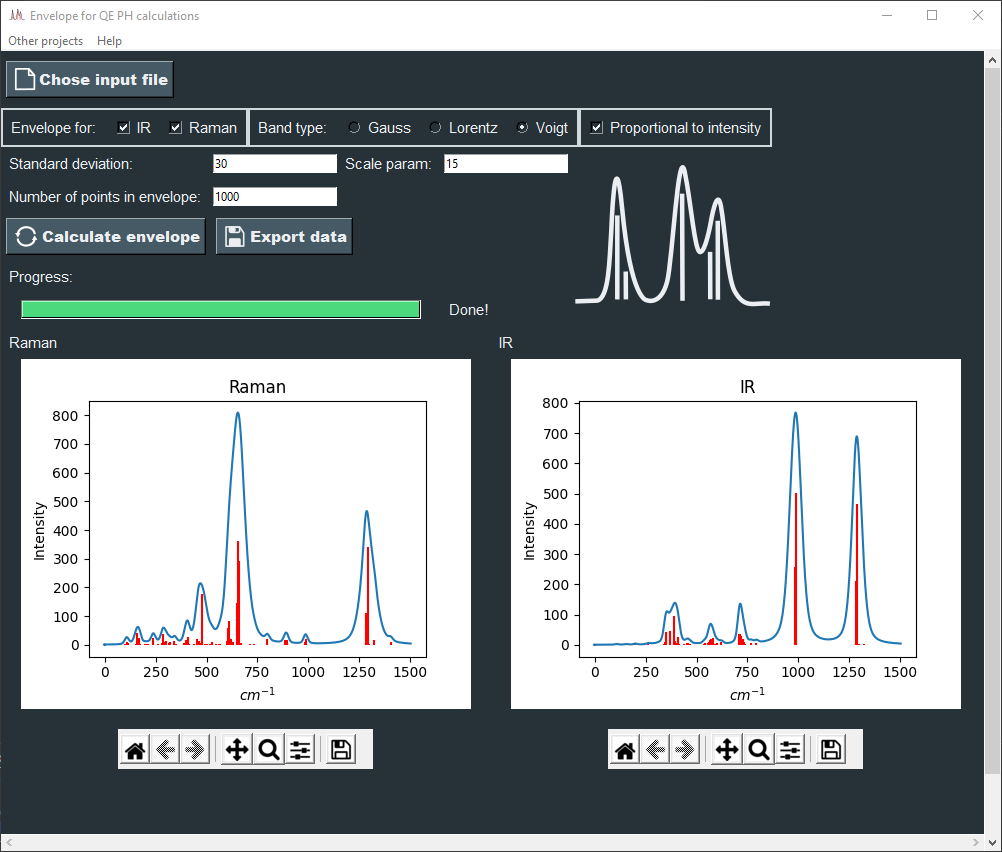 Envelope for QE PH calculations
Other projects Help
Chose input file
Envelope for: IR Raman Band type: Gauss Lorentz Voigt Proportional to intensity
Standard deviation: 30 Scale param: 15
Number of points in envelope: 1000
Calculate envelope Export data
Progress:
Done!
Raman
IR
Raman
800
700
600
500
400
300
200
100
0
Intensity
0 250 500 750 1000 1250 1500
cm⁻¹
IR
800
700
600
500
400
300
200
100
0
Intensity
0 250 500 750 1000 1250 1500
cm⁻¹